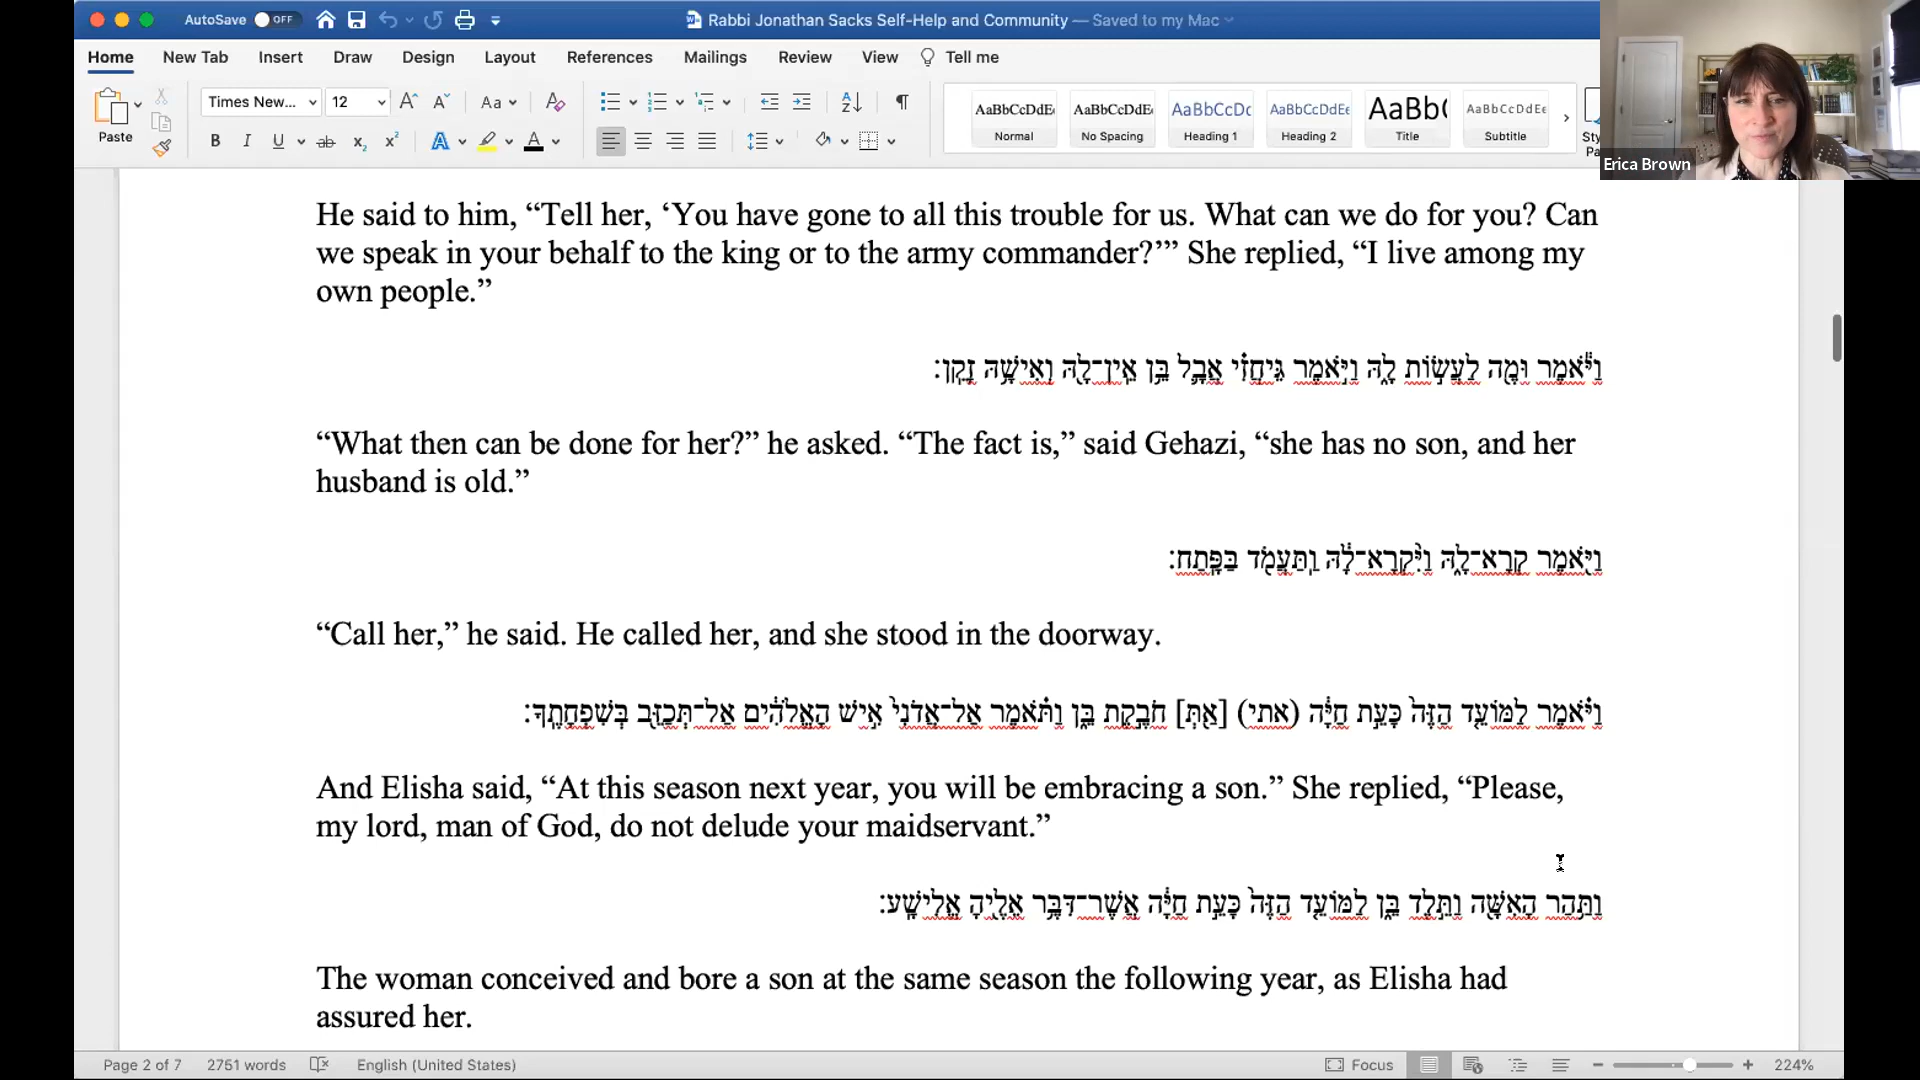 AutoSave OFF
Rabbi Jonathan Sacks Self-Help and Community — Saved to my Mac
Home New Tab Insert Draw Design Layout References Mailings Review View Tell me
Paste
Times New... 12
AaBbCcDdEe AaBbCcDdEe AaBbCcDc AaBbCcDdEe AaBb( AaBbCcDdEe
Normal No Spacing Heading 1 Heading 2 Title Subtitle
Erica Brown
He said to him, “Tell her, ‘You have gone to all this trouble for us. What can we do for you? Can
we speak in your behalf to the king or to the army commander?’” She replied, “I live among my
own people.”
וַיֹּ֕אמֶר וּמֶ֖ה לַעֲשׂ֣וֹת לָ֑הּ וַיֹּ֣אמֶר גֵּיחֲזִ֗י אֲבָ֛ל בֵּ֥ן אֵֽין־לָ֖הּ וְאִישָׁ֥הּ זָקֵֽן׃
“What then can be done for her?” he asked. “The fact is,” said Gehazi, “she has no son, and her
husband is old.”
וַיֹּ֖אמֶר קְרָא־לָ֑הּ וַיִּ֨קְרָא־לָ֔הּ וַֽתַּעֲמֹ֖ד בַּפָּֽתַח׃
“Call her,” he said. He called her, and she stood in the doorway.
וַיֹּ֗אמֶר לַמּוֹעֵ֤ד הַזֶּה֙ כָּעֵ֣ת חַיָּ֔ה (אתי) [אַ֖תְּ] חֹבֶ֣קֶת בֵּ֑ן וַתֹּ֗אמֶר אַל־אֲדֹנִי֙ אִ֣ישׁ הָאֱלֹהִ֔ים אַל־תְּכַזֵּ֖ב בְּשִׁפְחָתֶֽךָ׃
And Elisha said, “At this season next year, you will be embracing a son.” She replied, “Please,
my lord, man of God, do not delude your maidservant.”
וַתַּ֥הַר הָאִשָּׁ֖ה וַתֵּ֣לֶד בֵּ֑ן לַמּוֹעֵ֤ד הַזֶּה֙ כָּעֵ֣ת חַיָּ֔ה אֲשֶׁר־דִּבֶּ֥ר אֵלֶ֖יהָ אֱלִישָֽׁע׃
The woman conceived and bore a son at the same season the following year, as Elisha had
assured her.
Page 2 of 7 2751 words English (United States) Focus 224%